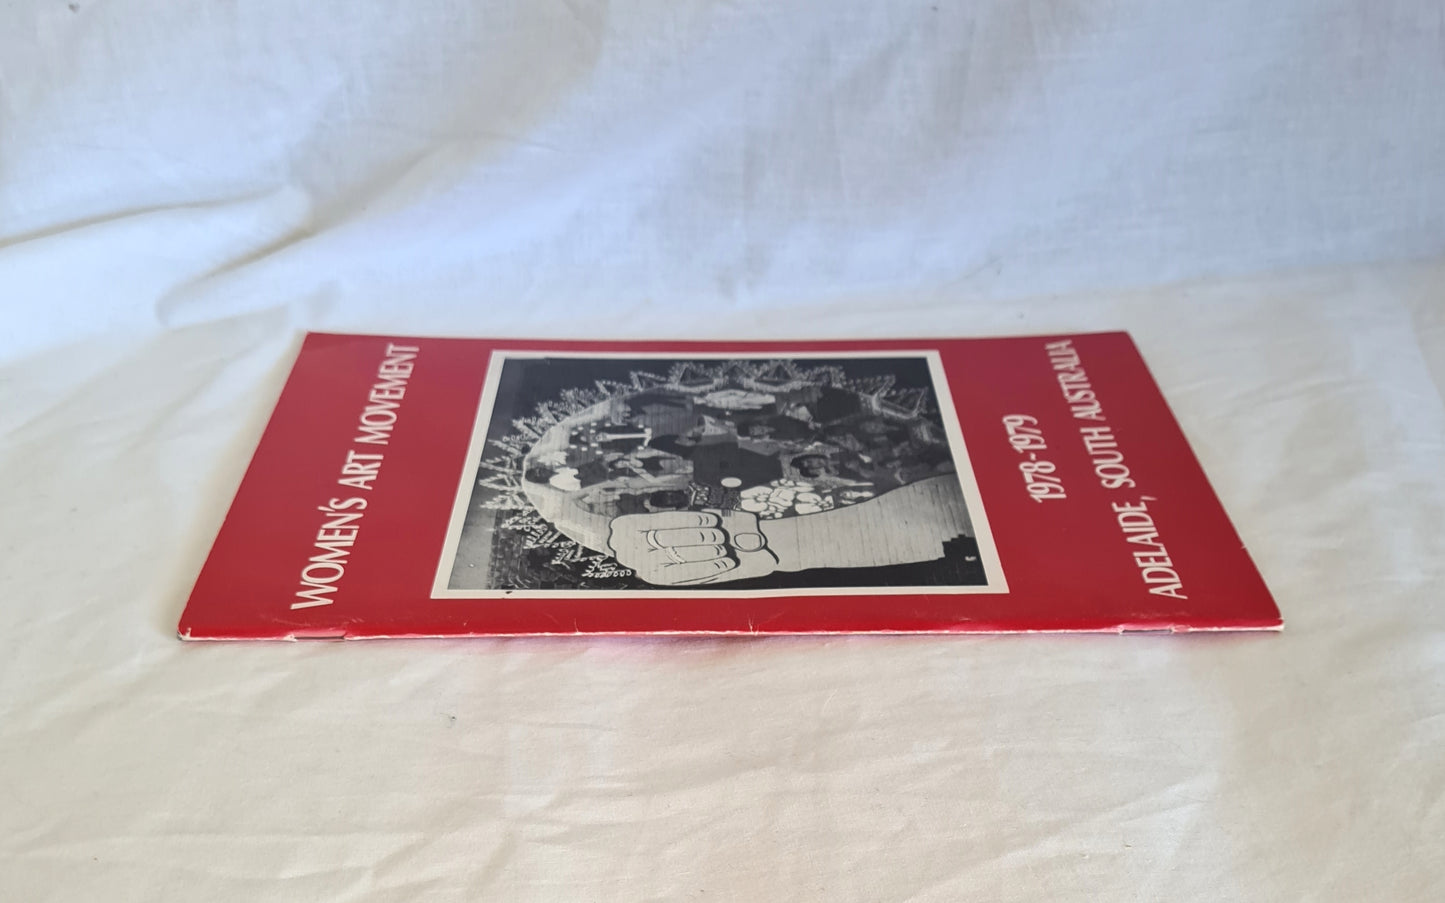 WOMEN'S ART MOVEMENT
1978-1979
ADELAIDE, SOUTH AUSTRALIA